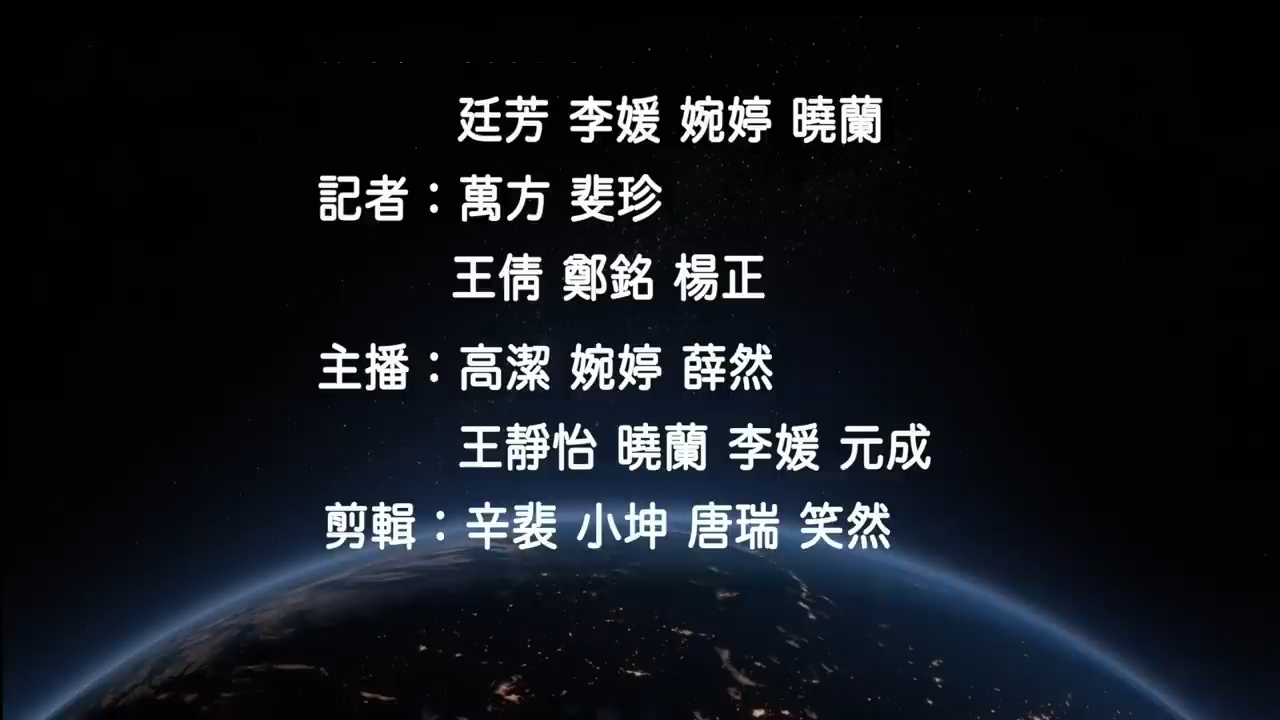 廷芳 李媛 婉婷 曉蘭
記者：萬方 斐珍
王倩 鄭銘 楊正
主播：高潔 婉婷 薛然
王靜怡 曉蘭 李媛 元成
剪輯：辛裴 小坤 唐瑞 笑然